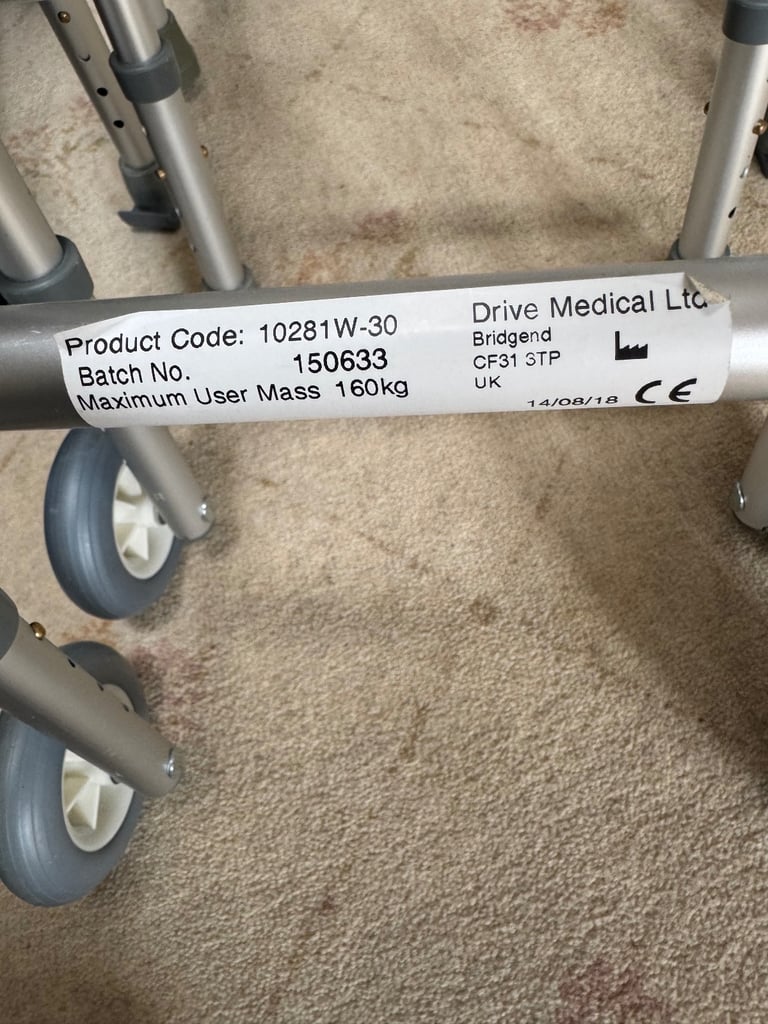 Product Code: 10281W-30
Batch No. 150633
Maximum User Mass 160kg
Drive Medical Ltd
Bridgend
CF31 3TP
UK
14/08/18 CE